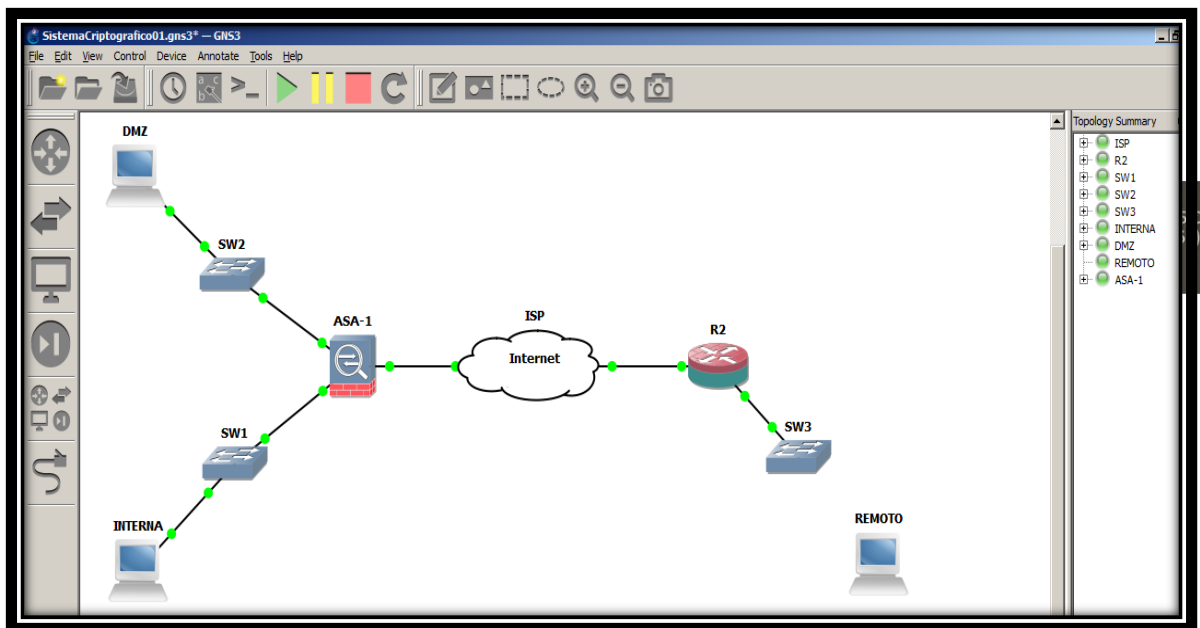 SistemaCriptografico01.gns3* — GNS3
File Edit View Control Device Annotate Tools Help
DMZ
SW2
ASA-1
ISP
Internet
R2
SW1
SW3
INTERNA
REMOTO
Topology Summary
ISP
R2
SW1
SW2
SW3
INTERNA
DMZ
REMOTO
ASA-1